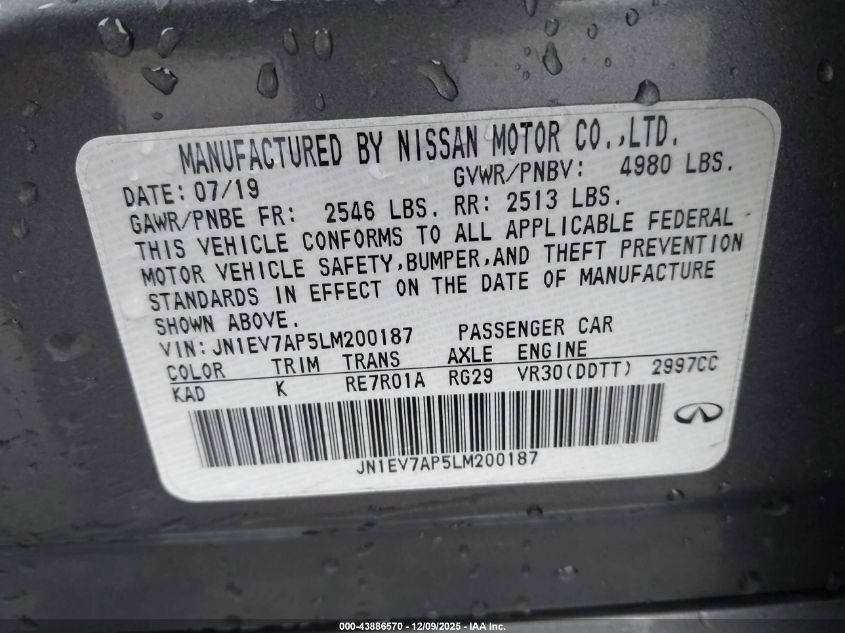 MANUFACTURED BY NISSAN MOTOR CO.,LTD.
DATE: 07/19 GVWR/PNBV: 4980 LBS.
GAWR/PNBE FR: 2546 LBS. RR: 2513 LBS.
THIS VEHICLE CONFORMS TO ALL APPLICABLE FEDERAL
MOTOR VEHICLE SAFETY,BUMPER,AND THEFT PREVENTION
STANDARDS IN EFFECT ON THE DATE OF MANUFACTURE
SHOWN ABOVE.
VIN:JN1EV7AP5LM200187 PASSENGER CAR
COLOR TRIM TRANS AXLE ENGINE
KAD K RE7R01A RG29 VR30(DDTT) 2997CC
JN1EV7AP5LM200187
000-43886570 - 12/09/2025 - IAA Inc.